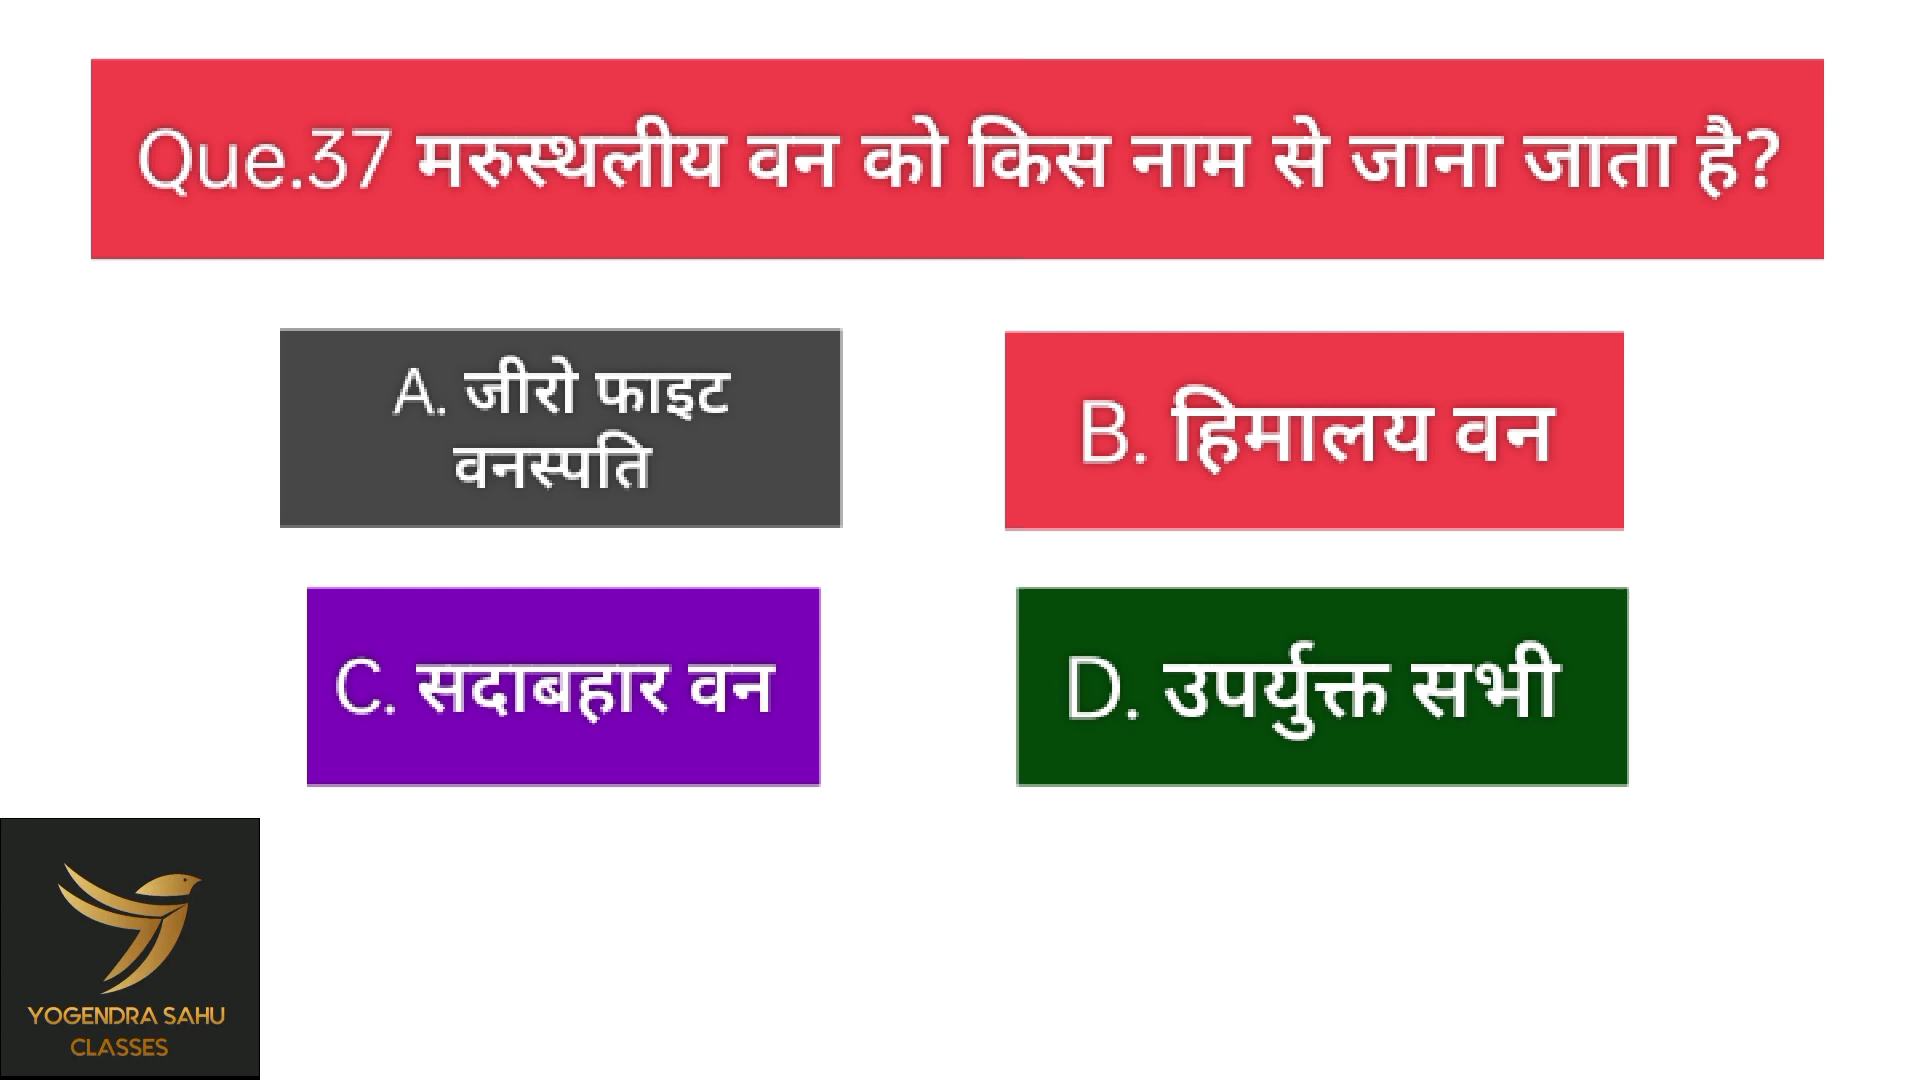 Que.37 मरुस्थलीय वन को किस नाम से जाना जाता है?
A. जीरो फाइट
वनस्पति
B. हिमालय वन
C. सदाबहार वन
D. उपर्युक्त सभी
YOGENDRA SAHU
CLASSES